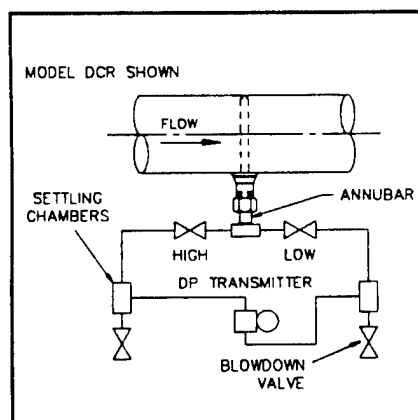 MODEL DCR SHOWN
FLOW
SETTLING
CHAMBERS
ANNUBAR
HIGH
LOW
DP TRANSMITTER
BLOWDOWN
VALVE